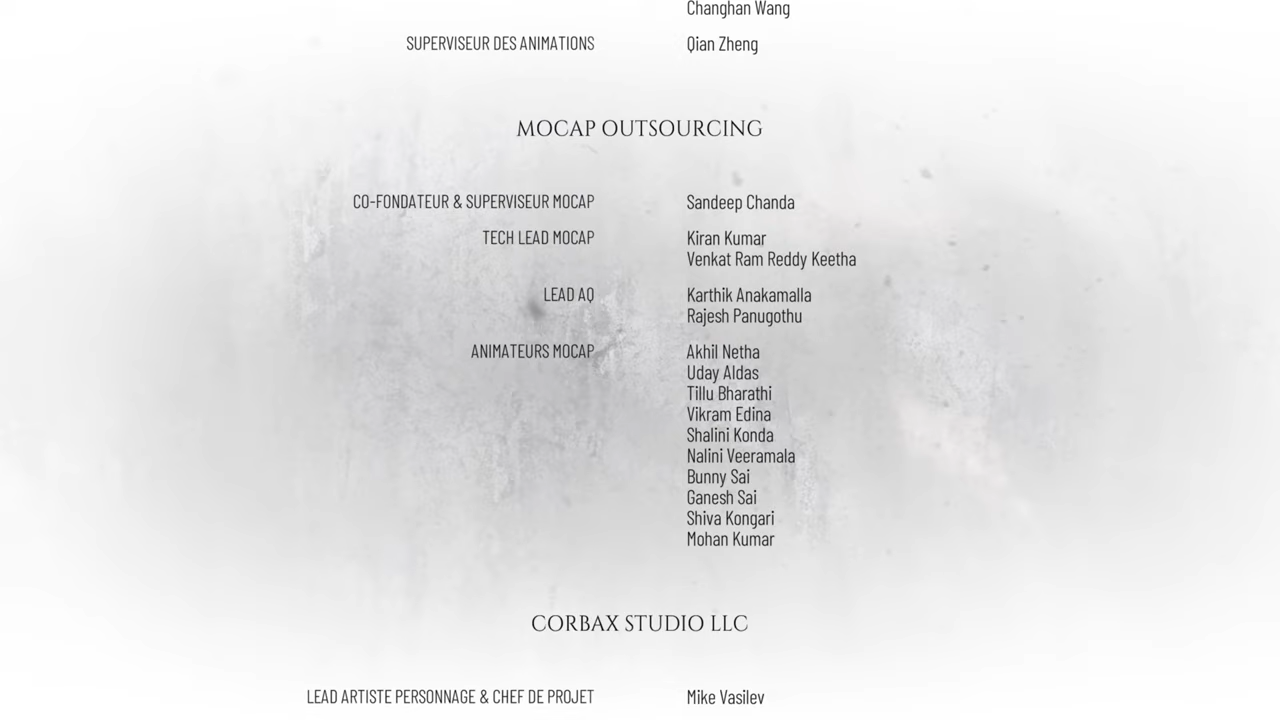 Changhan Wang
SUPERVISEUR DES ANIMATIONS Qian Zheng
MOCAP OUTSOURCING
CO-FONDATEUR & SUPERVISEUR MOCAP Sandeep Chanda
TECH LEAD MOCAP Kiran Kumar
Venkat Ram Reddy Keetha
LEAD AQ Karthik Anakamalla
Rajesh Panugothu
ANIMATEURS MOCAP Akhil Netha
Uday Aldas
Tillu Bharathi
Vikram Edina
Shalini Konda
Nalini Veeramala
Bunny Sai
Ganesh Sai
Shiva Kongari
Mohan Kumar
CORBAX STUDIO LLC
LEAD ARTISTE PERSONNAGE & CHEF DE PROJET Mike Vasilev